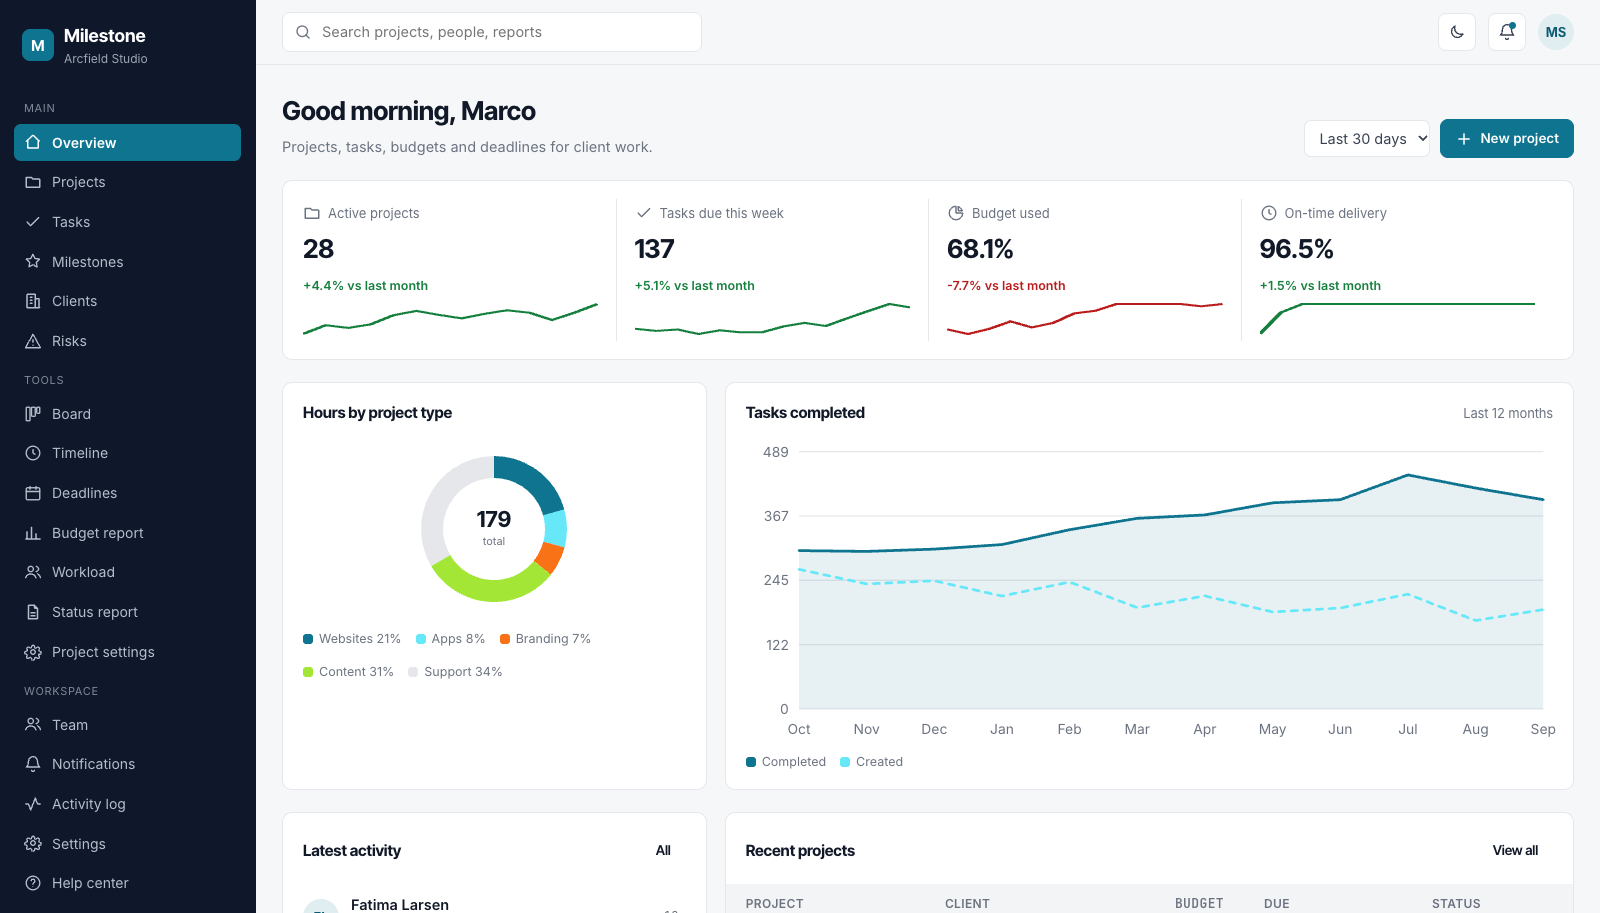 M
Milestone
Arcfield Studio
MAIN
Overview
Projects
Tasks
Milestones
Clients
Risks
TOOLS
Board
Timeline
Deadlines
Budget report
Workload
Status report
Project settings
WORKSPACE
Team
Notifications
Activity log
Settings
Help center
Search projects, people, reports
MS
Good morning, Marco
Projects, tasks, budgets and deadlines for client work.
Last 30 days
New project
Active projects
28
+4.4% vs last month
Tasks due this week
137
+5.1% vs last month
Budget used
68.1%
-7.7% vs last month
On-time delivery
96.5%
+1.5% vs last month
Hours by project type
179
total
Websites 21%
Apps 8%
Branding 7%
Content 31%
Support 34%
Tasks completed
Last 12 months
489
367
245
122
0
Oct Nov Dec Jan Feb Mar Apr May Jun Jul Aug Sep
Completed
Created
Latest activity
All
Fatima Larsen
Recent projects
View all
PROJECT CLIENT BUDGET DUE STATUS